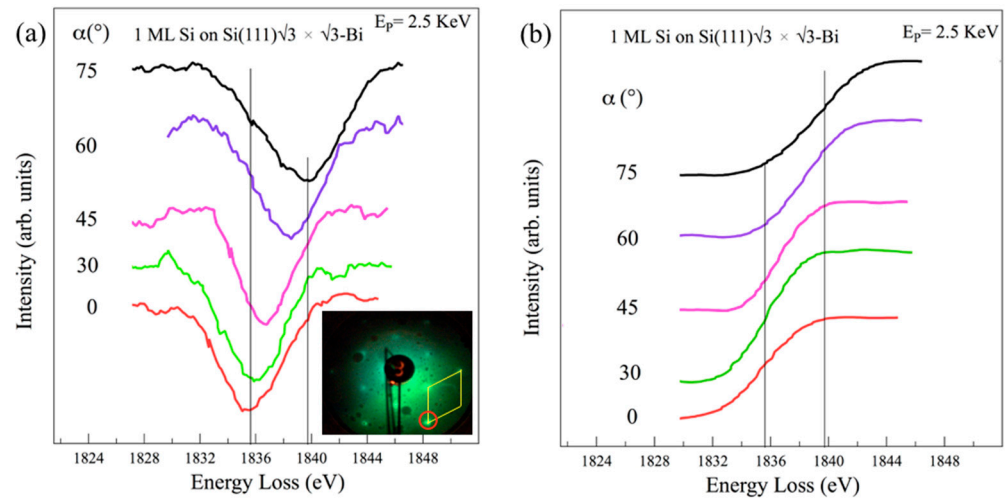 (a)
α(°)
1 ML Si on Si(111)√3 × √3-Bi
E_P= 2.5 KeV
75
60
45
30
0
Intensity (arb. units)
1824 1828 1832 1836 1840 1844 1848
Energy Loss (eV)
(b)
1 ML Si on Si(111)√3 × √3-Bi
E_P= 2.5 KeV
α (°)
75
60
45
30
0
Intensity (arb. units)
1824 1828 1832 1836 1840 1844 1848
Energy Loss (eV)